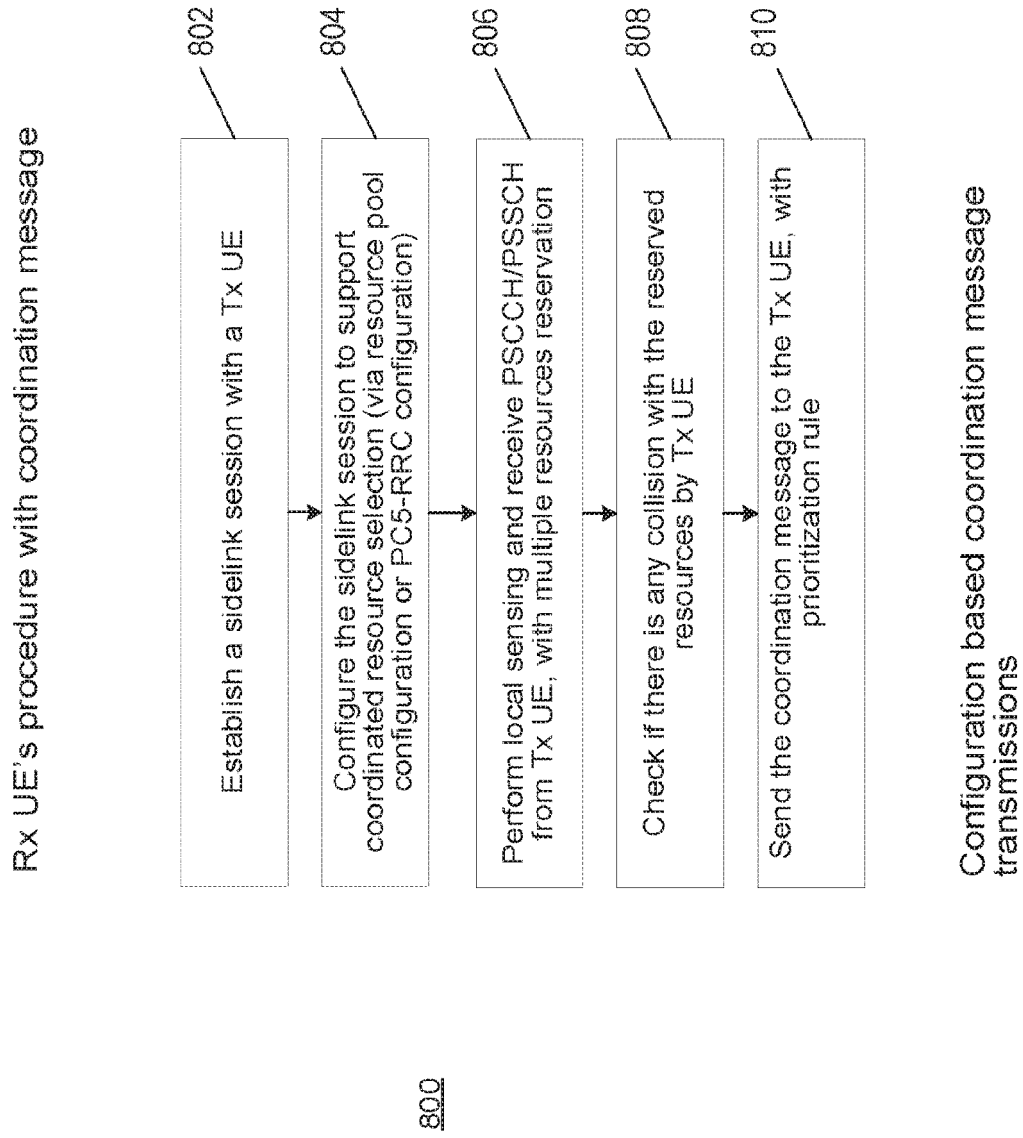 Rx UE's procedure with coordination message
800
Establish a sidelink session with a Tx UE
802
Configure the sidelink session to support
coordinated resource selection (via resource pool
configuration or PC5-RRC configuration)
804
Perform local sensing and receive PSCCH/PSSCH
from Tx UE, with multiple resources reservation
806
Check if there is any collision with the reserved
resources by Tx UE
808
Send the coordination message to the Tx UE, with
prioritization rule
810
Configuration based coordination message
transmissions